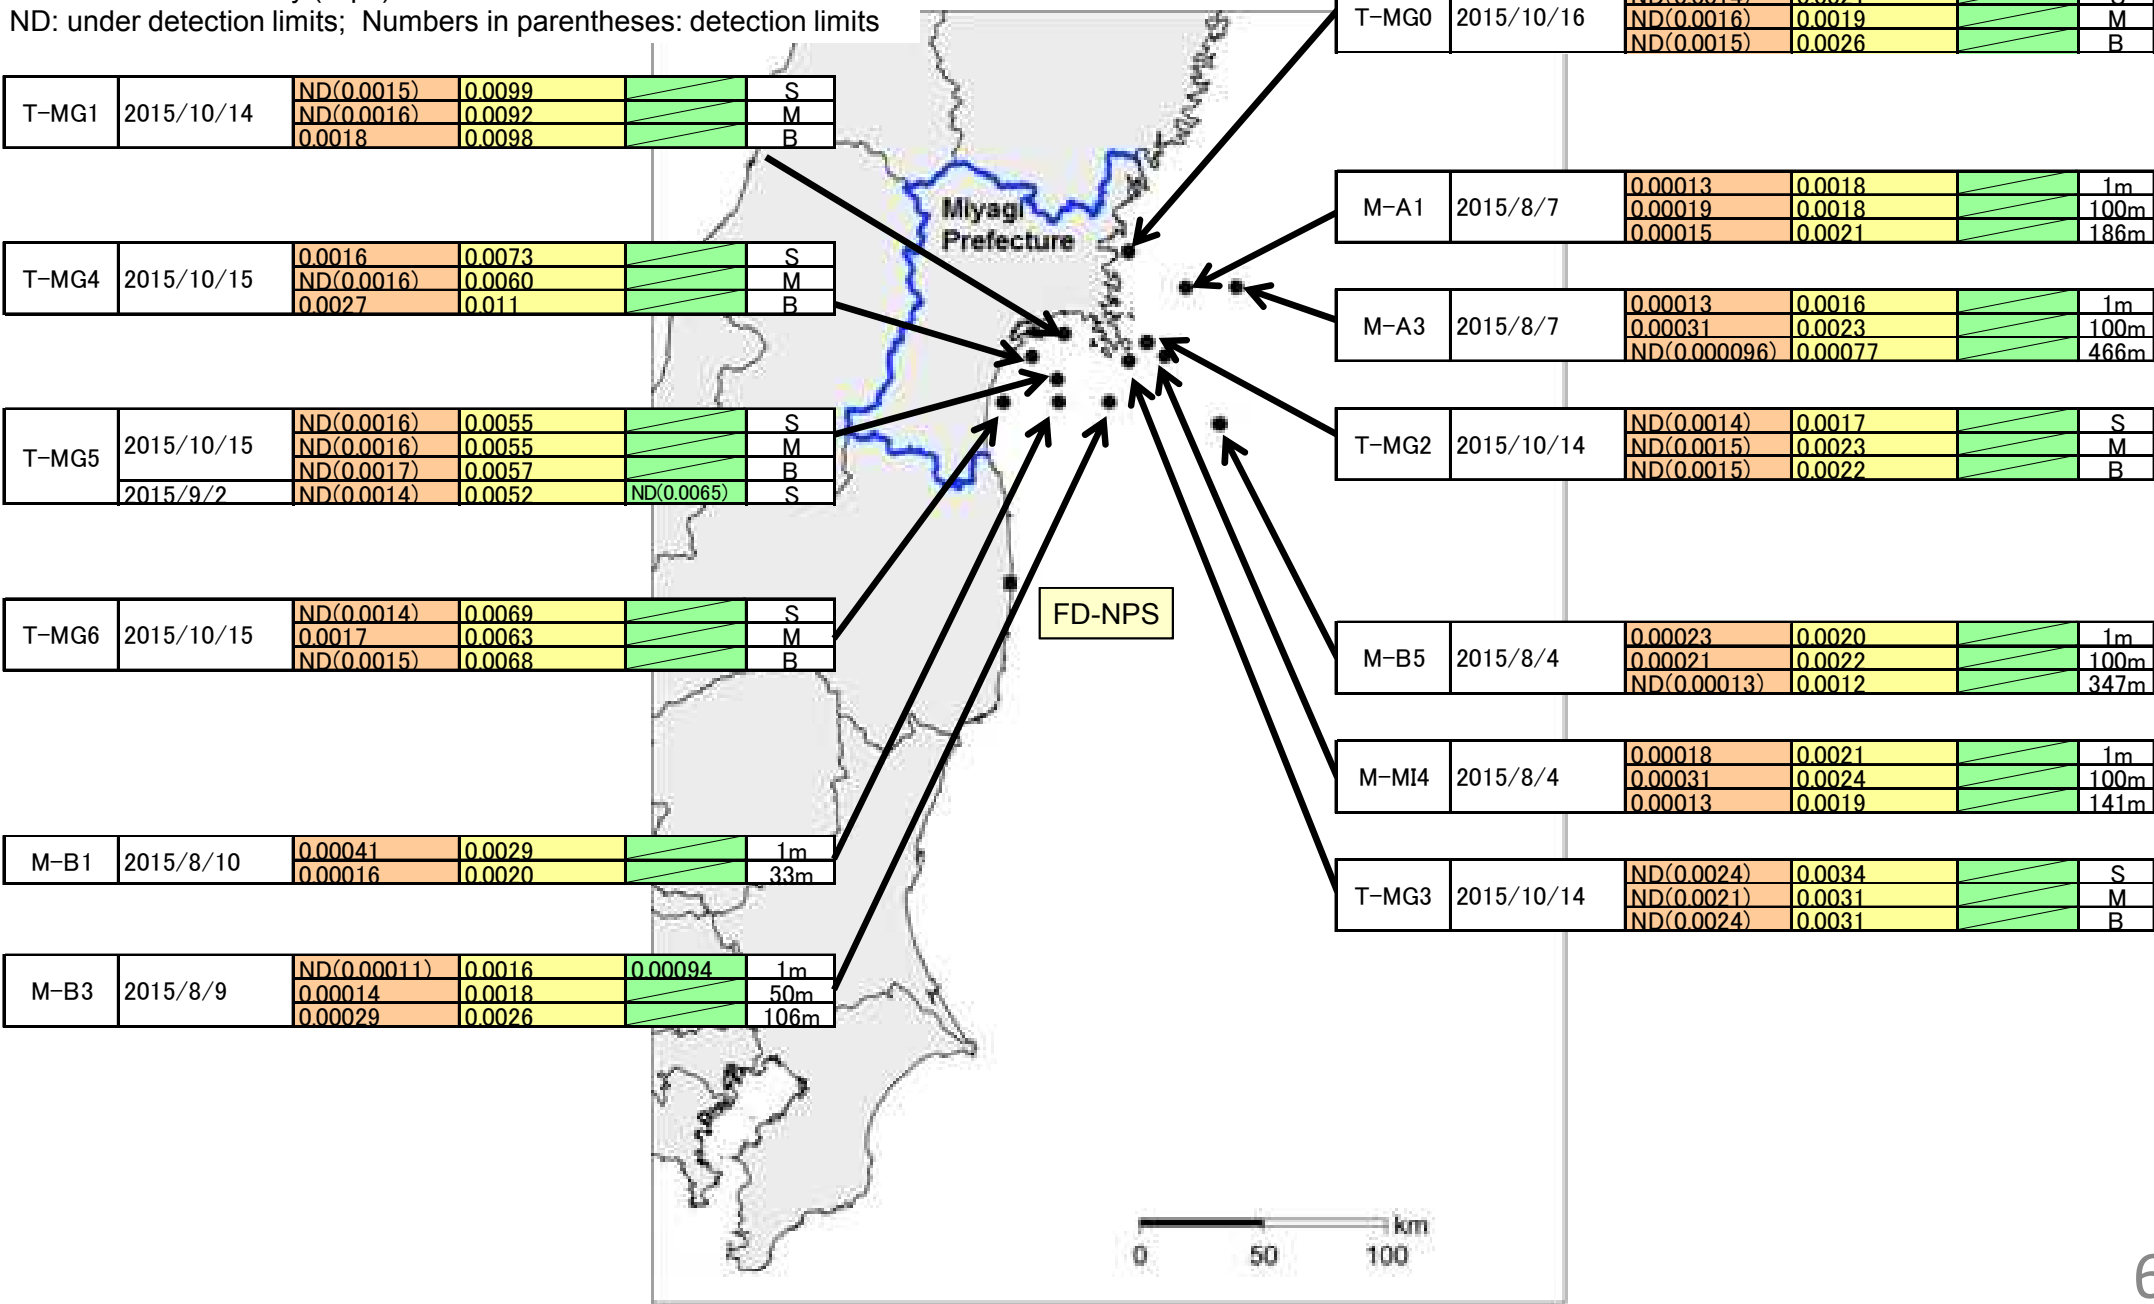 ND: under detection limits; Numbers in parentheses: detection limits
T-MG1 2015/10/14 ND(0.0015) 0.0099 S
ND(0.0016) 0.0092 M
0.0018 0.0098 B
T-MG4 2015/10/15 0.0016 0.0073 S
ND(0.0016) 0.0060 M
0.0027 0.011 B
T-MG5 2015/10/15 ND(0.0016) 0.0055 S
ND(0.0016) 0.0055 M
ND(0.0017) 0.0057 B
2015/9/2 ND(0.0014) 0.0052 ND(0.0065) S
T-MG6 2015/10/15 ND(0.0014) 0.0069 S
0.0017 0.0063 M
ND(0.0015) 0.0068 B
M-B1 2015/8/10 0.00041 0.0029 1m
0.00016 0.0020 33m
M-B3 2015/8/9 ND(0.00011) 0.0016 0.00094 1m
0.00014 0.0018 50m
0.00029 0.0026 106m
Miyagi
Prefecture
FD-NPS
T-MG0 2015/10/16
ND(0.0016) 0.0019 M
ND(0.0015) 0.0026 B
M-A1 2015/8/7 0.00013 0.0018 1m
0.00019 0.0018 100m
0.00015 0.0021 186m
M-A3 2015/8/7 0.00013 0.0016 1m
0.00031 0.0023 100m
ND(0.000096) 0.00077 466m
T-MG2 2015/10/14 ND(0.0014) 0.0017 S
ND(0.0015) 0.0023 M
ND(0.0015) 0.0022 B
M-B5 2015/8/4 0.00023 0.0020 1m
0.00021 0.0022 100m
ND(0.00013) 0.0012 347m
M-MI4 2015/8/4 0.00018 0.0021 1m
0.00031 0.0024 100m
0.00013 0.0019 141m
T-MG3 2015/10/14 ND(0.0024) 0.0034 S
ND(0.0021) 0.0031 M
ND(0.0024) 0.0031 B
km
0 50 100
6